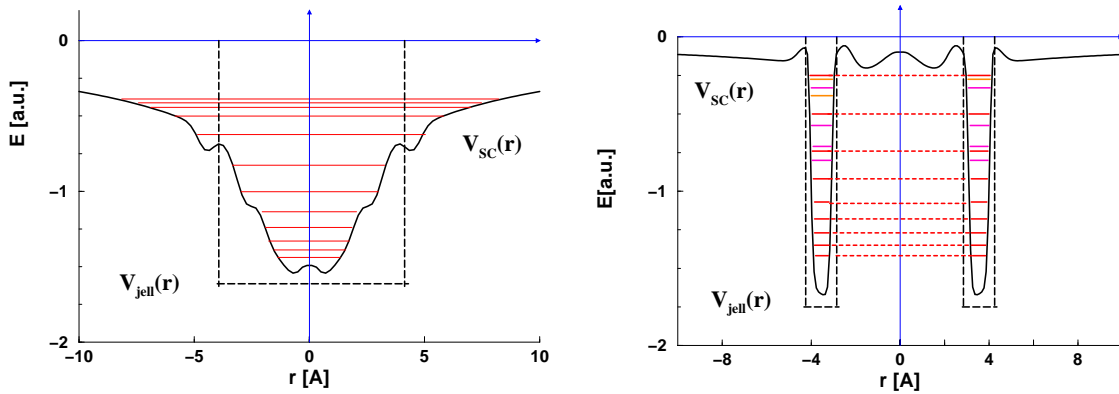 0
E [a.u.]
V_SC(r)
−1
V_jell(r)
−2
−10 −5 0 5 10
r [A]
0
V_SC(r)
E[a.u.]
−1
V_jell(r)
−2
−8 −4 0 4 8
r [A]